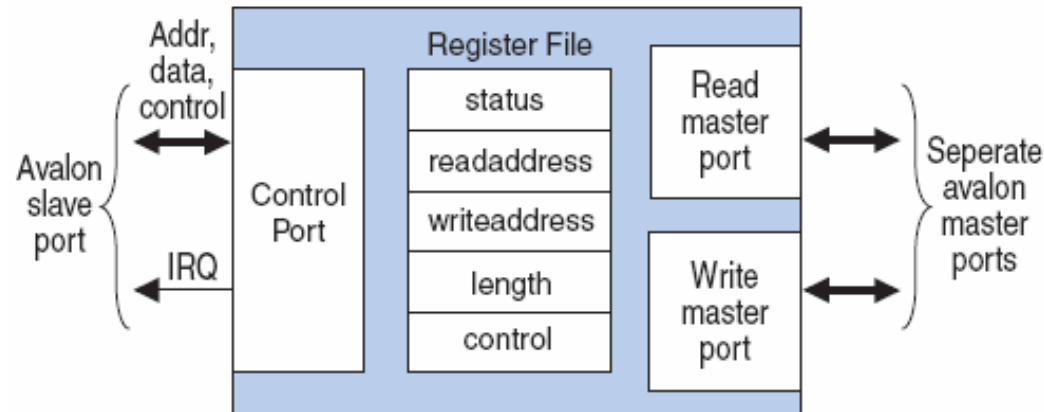 Addr,
data,
control
Avalon
slave
port
IRQ
Control
Port
Register File
status
readaddress
writeaddress
length
control
Read
master
port
Write
master
port
Seperate
avalon
master
ports